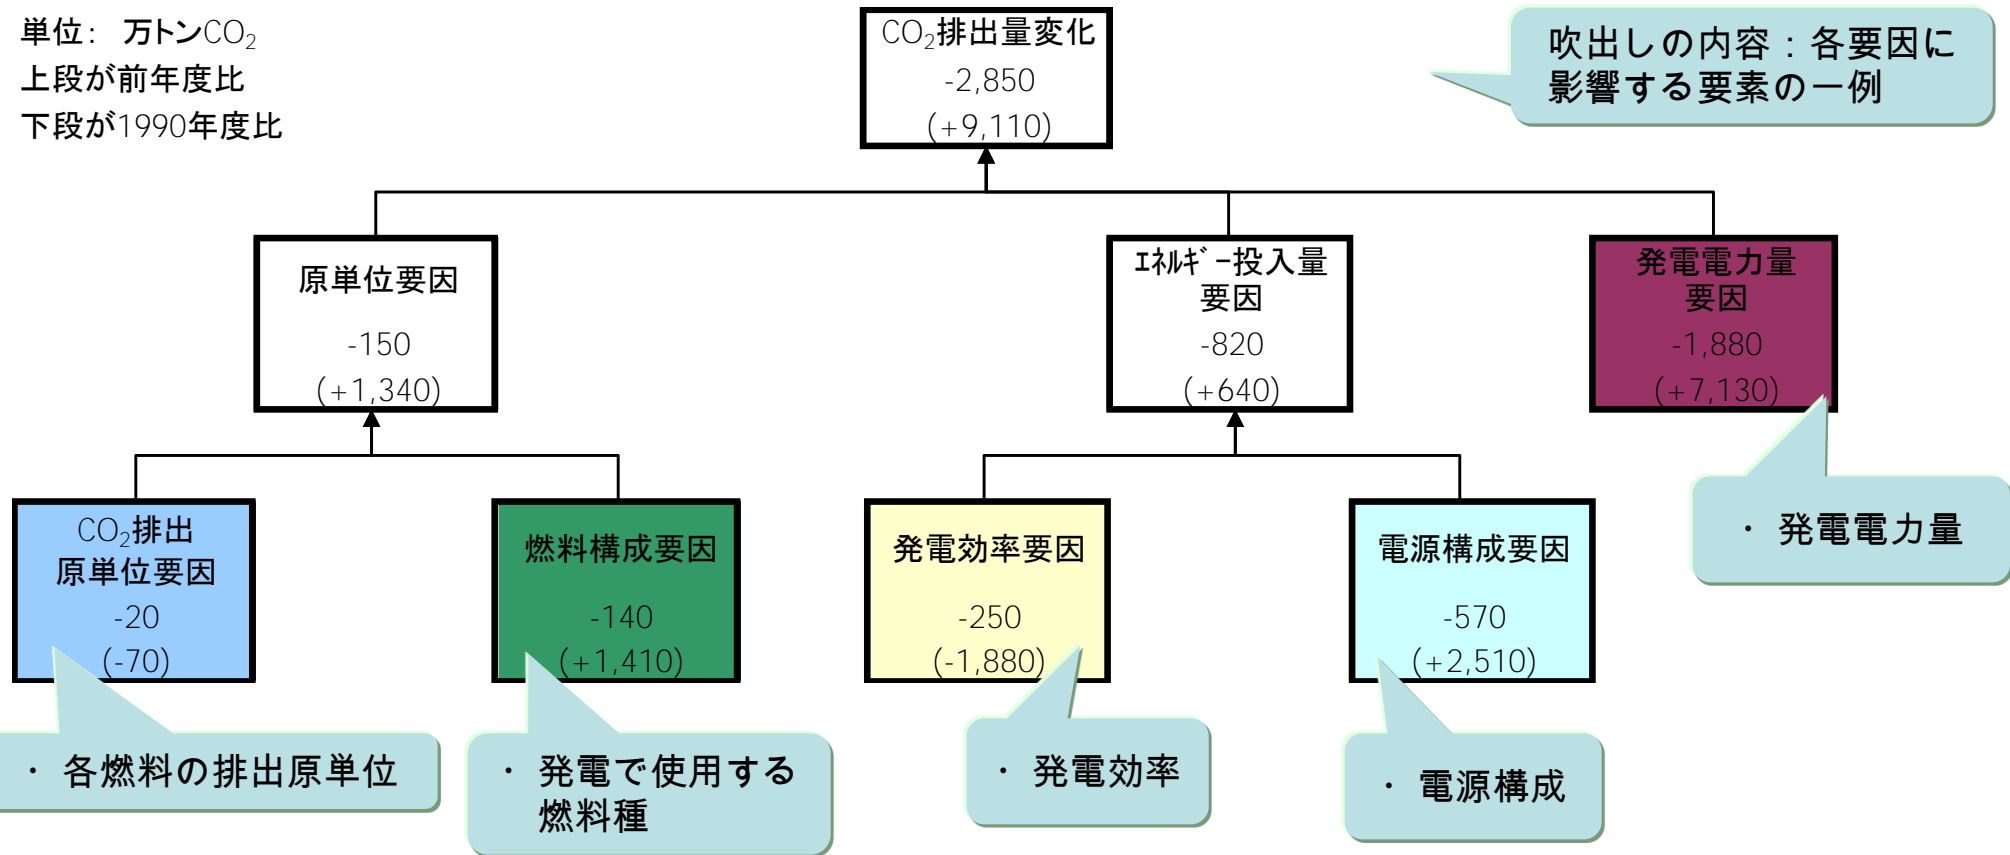 単位： 万トンCO₂
上段が前年度比
下段が1990年度比
CO₂排出量変化
-2,850
(+9,110)
吹出しの内容：各要因に
影響する要素の一例
原単位要因
-150
(+1,340)
ｴﾈﾙｷﾞｰ投入量
要因
-820
(+640)
発電電力量
要因
-1,880
(+7,130)
・ 発電電力量
CO₂排出
原単位要因
-20
(-70)
燃料構成要因
-140
(+1,410)
発電効率要因
-250
(-1,880)
電源構成要因
-570
(+2,510)
・ 各燃料の排出原単位
・ 発電で使用する
燃料種
・ 発電効率
・ 電源構成